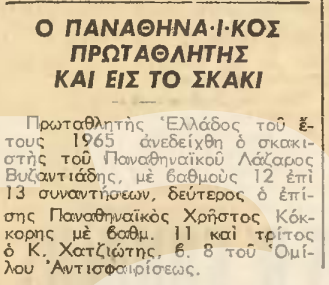 Ο ΠΑΝΑΘΗΝΑ·Ι·ΚΟΣ
ΠΡΩΤΑΘΛΗΤΗΣ
ΚΑΙ ΕΙΣ ΤΟ ΣΚΑΚΙ
Πρωταθλητὴς Ἑλλάδος τοῦ ἔ-
τους 1965 ἀνεδείχθη ὁ σκακι-
στὴς τοῦ Παναθηναϊκοῦ Λάζαρος
Βυζαντιάδης, μὲ βαθμοὺς 12 ἐπὶ
13 συναντήσεων, δεύτερος ὁ ἐπί-
σης Παναθηναϊκὸς Χρῆστος Κόκ-
κορης μὲ βαθμ. 11 καὶ τρίτος
ὁ Κ. Χατζιώτης, β. 8 τοῦ Ὁμί-
λου Ἀντισφαιρίσεως.